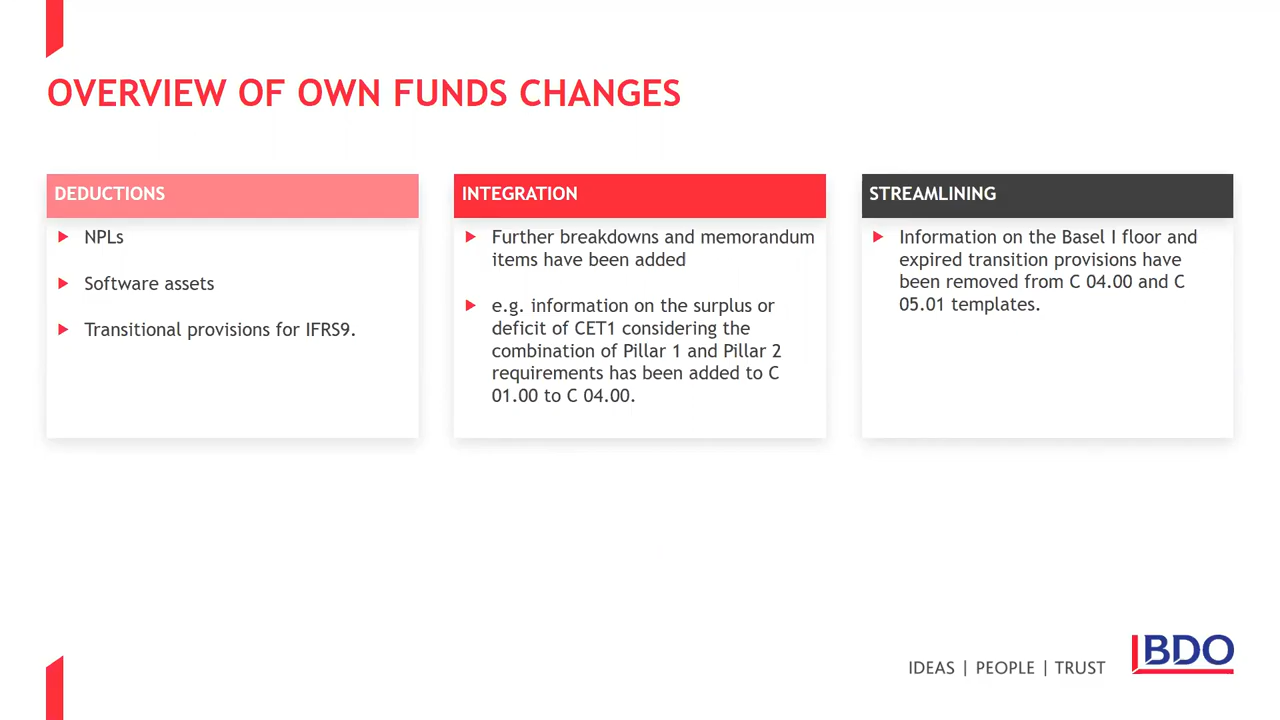 OVERVIEW OF OWN FUNDS CHANGES
DEDUCTIONS
NPLs
Software assets
Transitional provisions for IFRS9.
INTEGRATION
Further breakdowns and memorandum
items have been added
e.g. information on the surplus or
deficit of CET1 considering the
combination of Pillar 1 and Pillar 2
requirements has been added to C
01.00 to C 04.00.
STREAMLINING
Information on the Basel I floor and
expired transition provisions have
been removed from C 04.00 and C
05.01 templates.
IDEAS | PEOPLE | TRUST
BDO